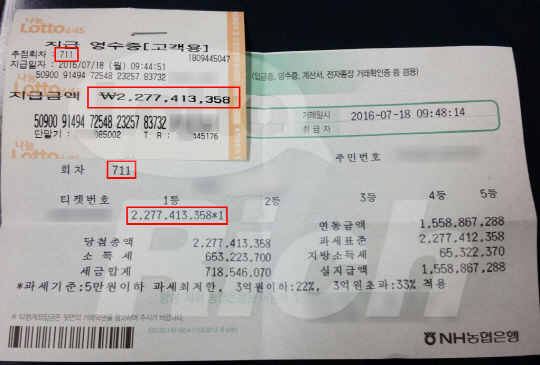 나눔
Lotto 6/45
지급 영수증[고객용]
추첨회차 : 711 1809445047
지급일자 : 2016/07/18 (월) 09:44:51
50900 91494 72548 23257 83732
지급금액 ₩2,277,413,358
50900 91494 72548 23257 83732
단말기: 085002 T R : 145176
나눔
Lotto 6/45
(입금증, 영수증, 계산서, 전자통장 거래확인증 등 겸용)
거래일시 2016-07-18 09:48:14
취급자
회차 711 주민번호
티켓번호 1등 2등 3등 4등 5등
2,277,413,358*1
당첨총액 2,277,413,358
소득세 653,223,700
세금합계 718,546,070
연동금액 1,558,867,288
과세표준 2,277,412,358
지방소득세 65,322,370
실지급액 1,558,867,288
*과세기준:5만원이하 과세최저한, 3억원이하:22%, 3억원초과:33% 적용
Rich
NH농협은행